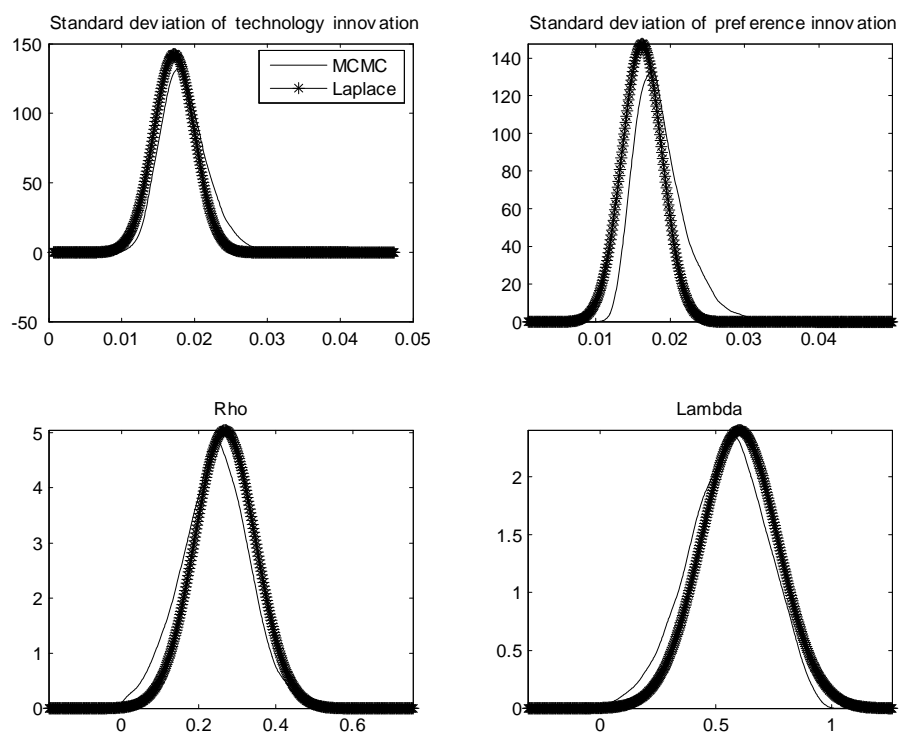 Standard deviation of technology innovation
Standard deviation of preference innovation
150
100
50
0
-50
MCMC
Laplace
0 0.01 0.02 0.03 0.04 0.05
140
120
100
80
60
40
20
0
0.01 0.02 0.03 0.04
Rho
5
4
3
2
1
0
0 0.2 0.4 0.6
Lambda
2
1.5
1
0.5
0
0 0.5 1